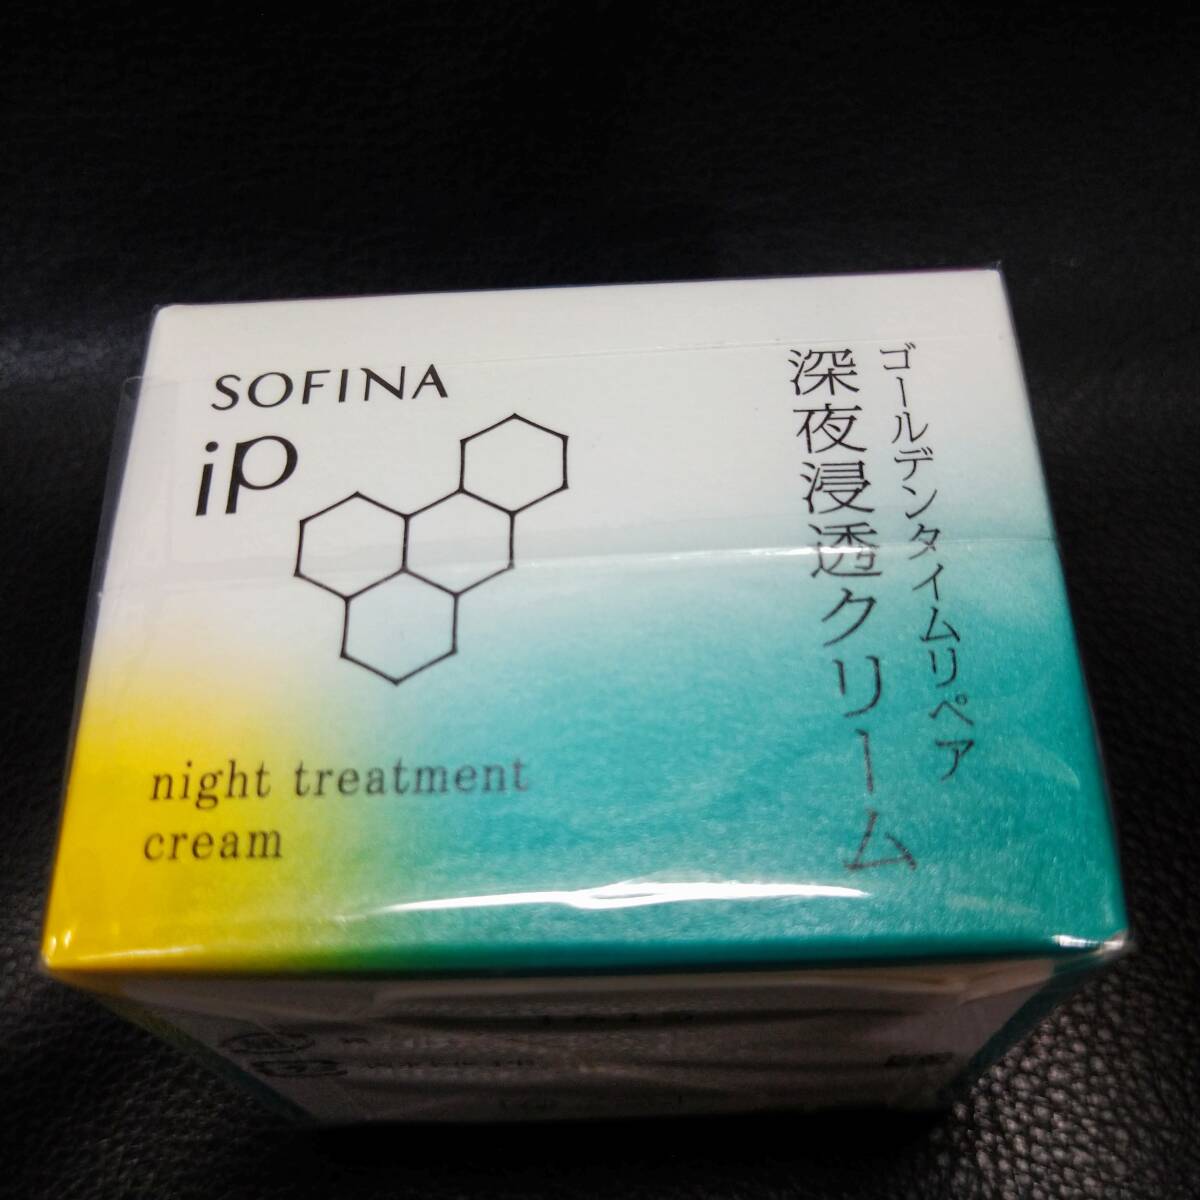 SOFINA
iP
night treatment
cream
ゴールデンタイムリペア
深夜浸透クリーム